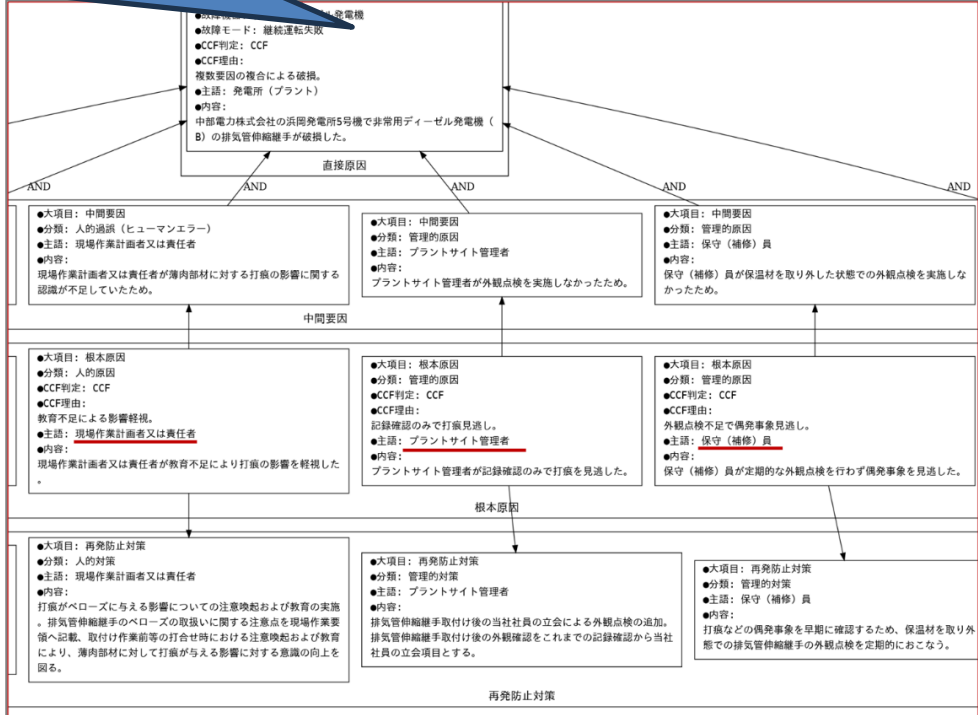 ●故障機器
ル発電機
●故障モード: 継続運転失敗
●CCF判定: CCF
●CCF理由:
複数要因の複合による破損。
●主語: 発電所（プラント）
●内容:
中部電力株式会社の浜岡発電所5号機で非常用ディーゼル発電機（
B）の排気管伸縮継手が破損した。
直接原因
AND
AND
AND
AND
AND
●大項目: 中間要因
●分類: 人的過誤（ヒューマンエラー）
●主語: 現場作業計画者又は責任者
●内容:
現場作業計画者又は責任者が薄肉部材に対する打痕の影響に関する
認識が不足していたため。
●大項目: 中間要因
●分類: 管理的原因
●主語: プラントサイト管理者
●内容:
プラントサイト管理者が外観点検を実施しなかったため。
●大項目: 中間要因
●分類: 管理的原因
●主語: 保守（補修）員
●内容:
保守（補修）員が保温材を取り外した状態での外観点検を実施しな
かったため。
中間要因
●大項目: 根本原因
●分類: 人的原因
●CCF判定: CCF
●CCF理由:
教育不足による影響軽視。
●主語: 現場作業計画者又は責任者
●内容:
現場作業計画者又は責任者が教育不足により打痕の影響を軽視した
。
●大項目: 根本原因
●分類: 管理的原因
●CCF判定: CCF
●CCF理由:
記録確認のみで打痕見逃し。
●主語: プラントサイト管理者
●内容:
プラントサイト管理者が記録確認のみで打痕を見逃した。
●大項目: 根本原因
●分類: 管理的原因
●CCF判定: CCF
●CCF理由:
外観点検不足で偶発事象見逃し。
●主語: 保守（補修）員
●内容:
保守（補修）員が定期的な外観点検を行わず偶発事象を見逃した。
根本原因
●大項目: 再発防止対策
●分類: 人的対策
●主語: 現場作業計画者又は責任者
●内容:
打痕がベローズに与える影響についての注意喚起および教育の実施
。排気管伸縮継手のベローズの取扱いに関する注意点を現場作業要
領へ記載、取付け作業前等の打合せ時における注意喚起および教育
により、薄肉部材に対して打痕が与える影響に対する意識の向上を
図る。
●大項目: 再発防止対策
●分類: 管理的対策
●主語: プラントサイト管理者
●内容:
排気管伸縮継手取付け後の当社社員の立会による外観点検の追加。
排気管伸縮継手取付け後の外観確認をこれまでの記録確認から当社
社員の立会項目とする。
●大項目: 再発防止対策
●分類: 管理的対策
●主語: 保守（補修）員
●内容:
打痕などの偶発事象を早期に確認するため、保温材を取り外した状
態での排気管伸縮継手の外観点検を定期的におこなう。
再発防止対策